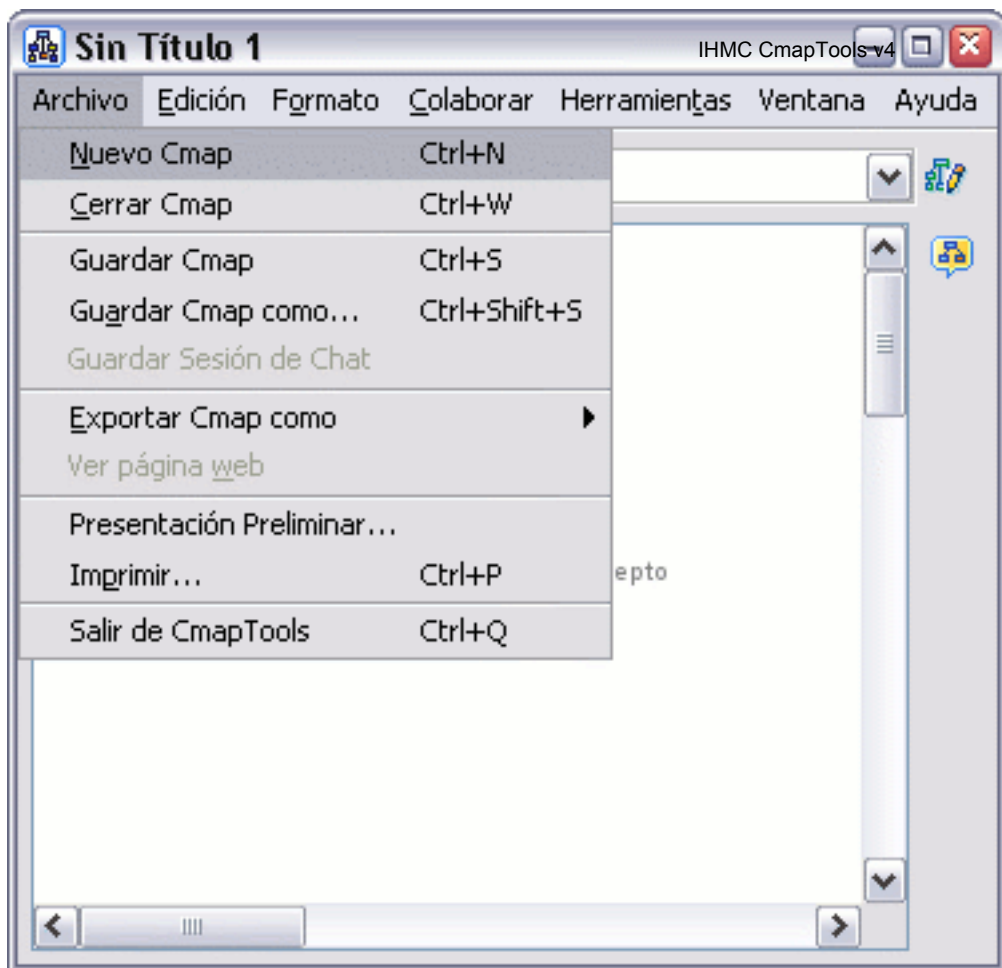 Sin Título 1 IHMC CmapTools v4
Archivo Edición Formato Colaborar Herramientas Ventana Ayuda
Nuevo Cmap Ctrl+N
Cerrar Cmap Ctrl+W
Guardar Cmap Ctrl+S
Guardar Cmap como... Ctrl+Shift+S
Guardar Sesión de Chat
Exportar Cmap como
Ver página web
Presentación Preliminar...
Imprimir... Ctrl+P epto
Salir de CmapTools Ctrl+Q